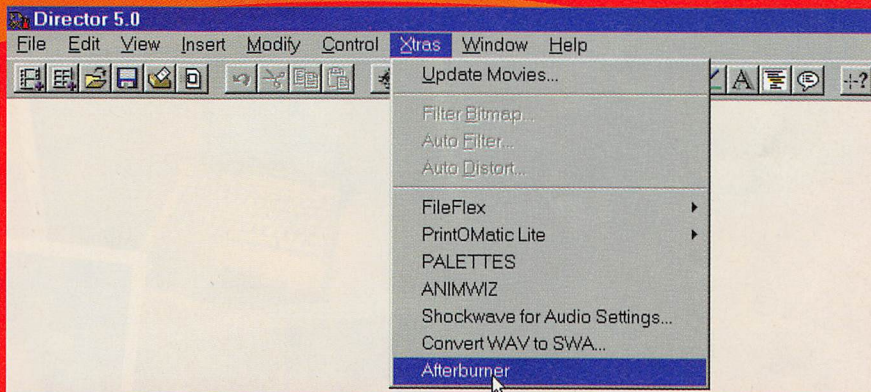 Director 5.0
File Edit View Insert Modify Control Xtras Window Help
A +?
Update Movies...
Filter Bitmap...
Auto Filter...
Auto Distort...
FileFlex
PrintOMatic Lite
PALETTES
ANIMWIZ
Shockwave for Audio Settings...
Convert WAV to SWA...
Afterburner